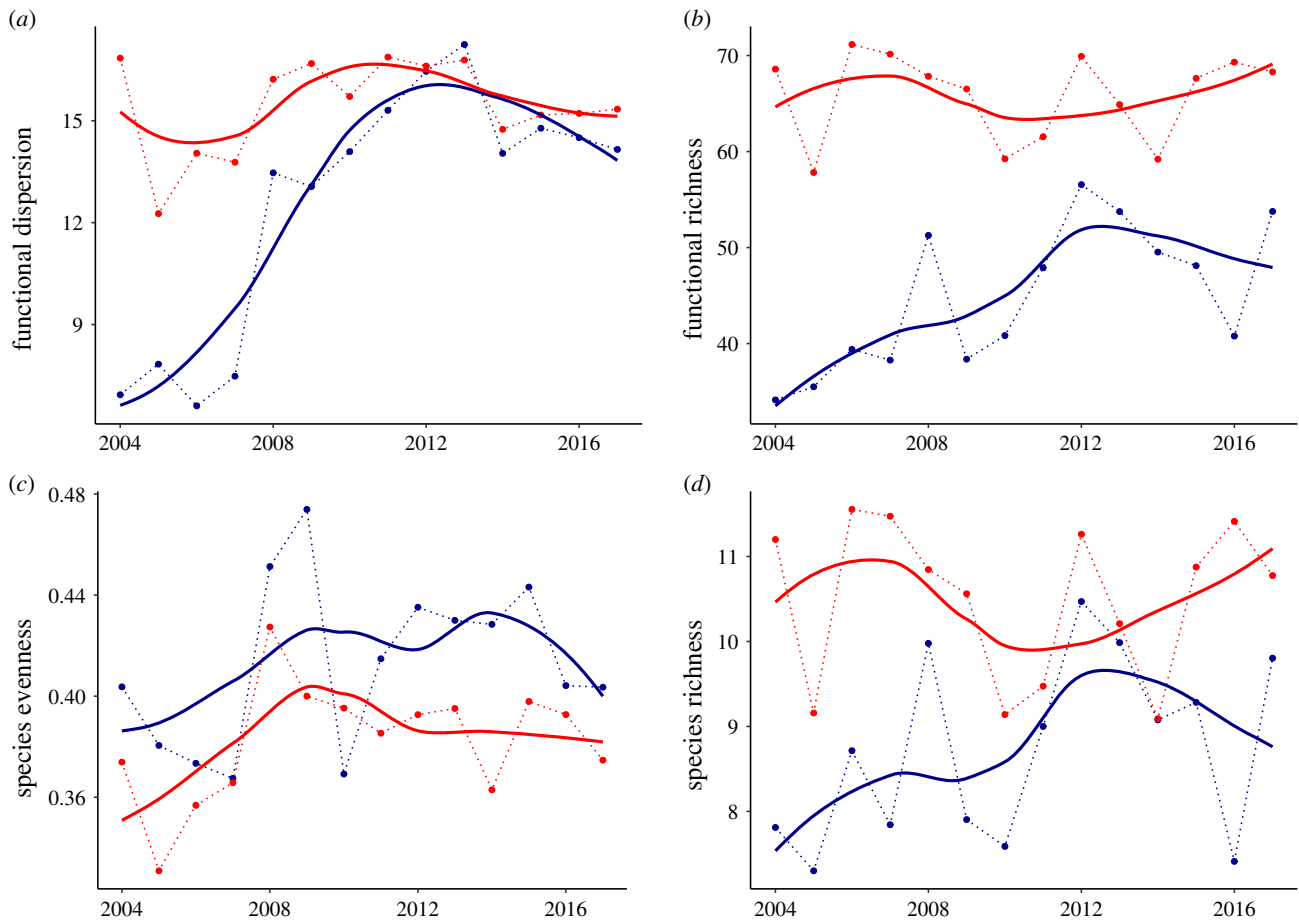 (a)
functional dispersion
15
12
9
2004 2008 2012 2016
(b)
functional richness
70
60
50
40
2004 2008 2012 2016
(c)
species evenness
0.48
0.44
0.40
0.36
2004 2008 2012 2016
(d)
species richness
11
10
9
8
2004 2008 2012 2016